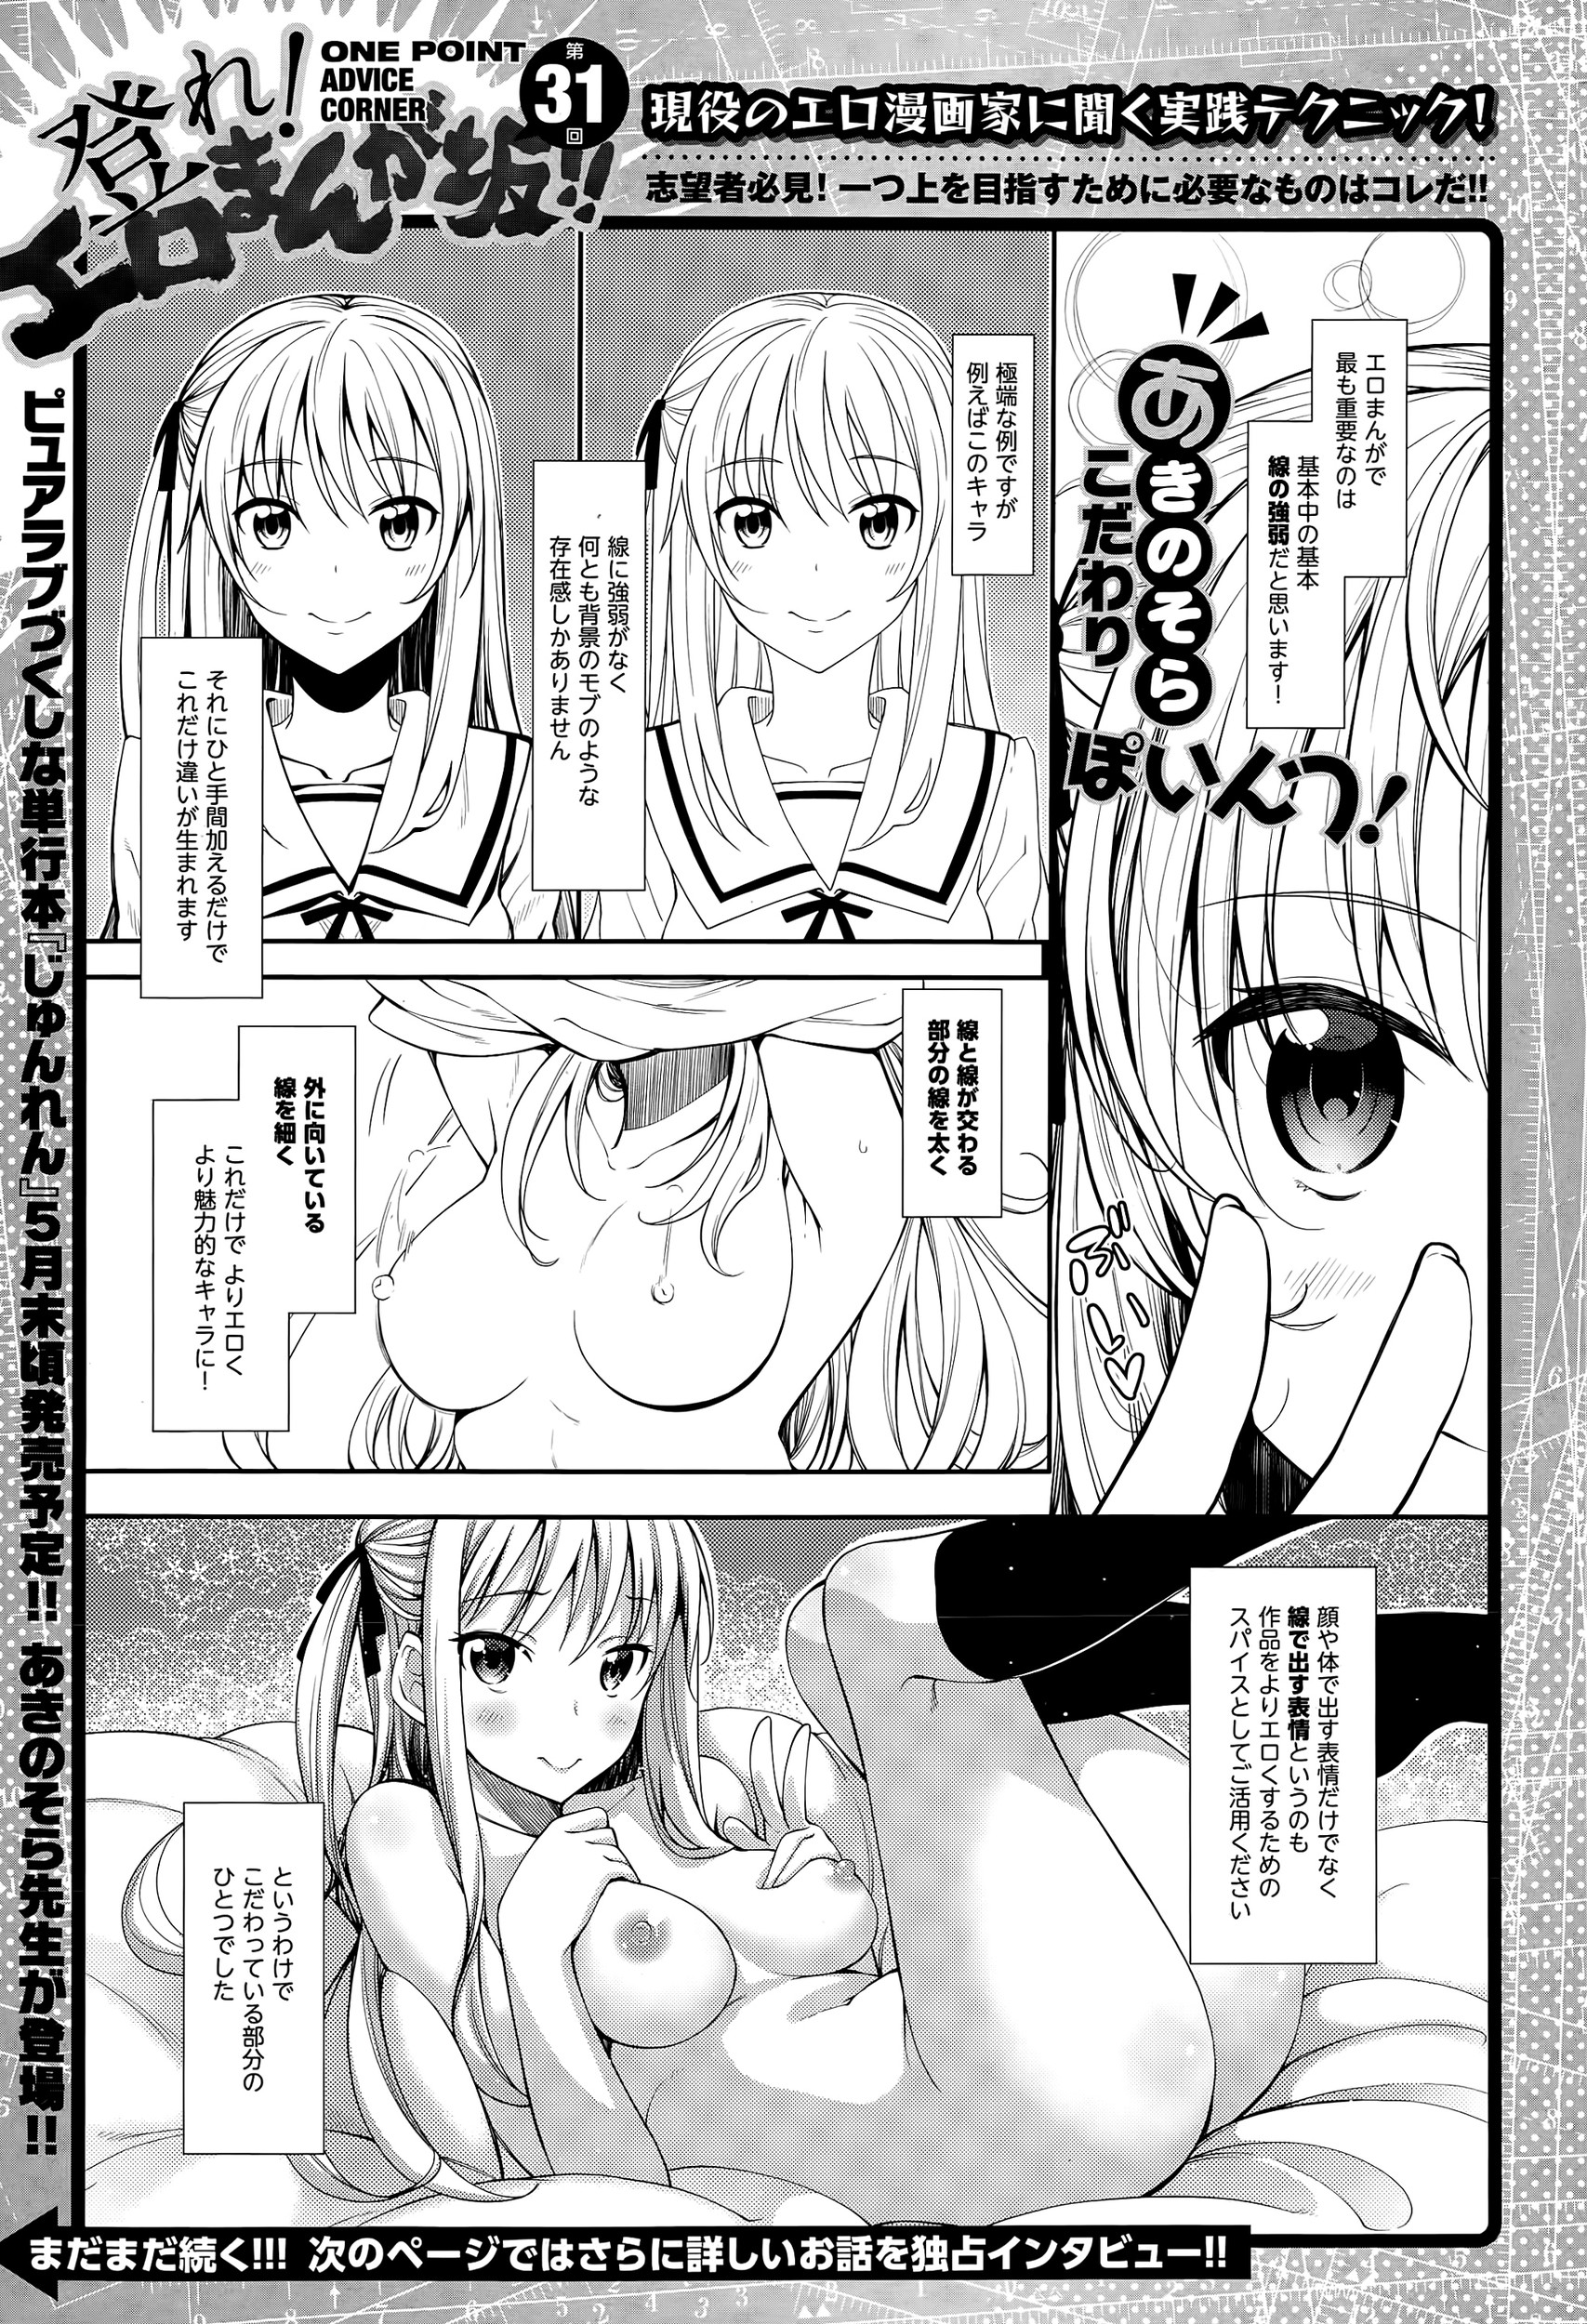 登れ!
エロまんが坂!!
ONE POINT
ADVICE
CORNER
第
31
回
現役のエロ漫画家に聞く実践テクニック!
志望者必見! 一つ上を目指すために必要なものはコレだ!!
エロまんがで
最も重要なのは
基本中の基本
線の強弱だと思います!
あきのそら
こだわり
ぽいんつ!
ぷにぃ♡
極端な例ですが
例えばこのキャラ
線に強弱がなく
何とも背景のモブのような
存在感しかありません
それにひと手間加えるだけで
これだけ違いが生まれます
線と線が交わる
部分の線を太く
外に向いている
線を細く
これだけで よりエロく
より魅力的なキャラに!
顔や体で出す表情だけでなく
線で出す表情というのも
作品をよりエロくするための
スパイスとしてご活用ください
というわけで
こだわっている部分の
ひとつでした
ピュアラブづくしな単行本『じゅんれん』5月末頃発売予定!! あきのそら先生が登場!!
まだまだ続く!!! 次のページではさらに詳しいお話を独占インタビュー!!